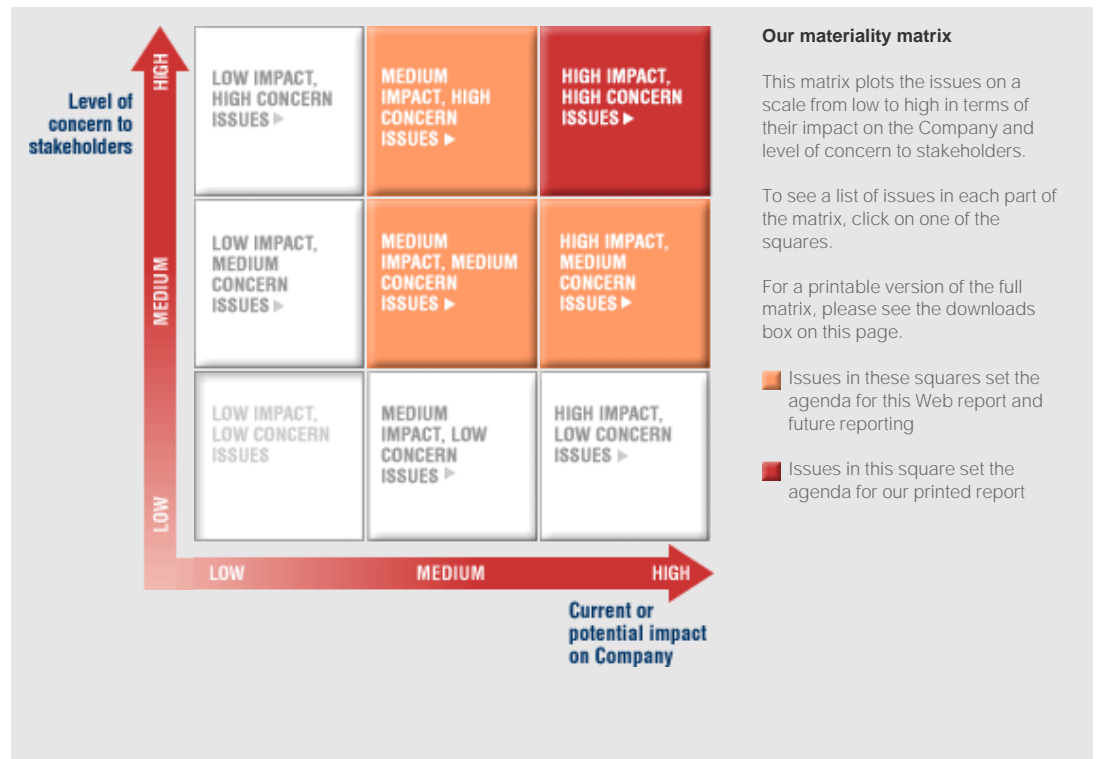 HIGH
Level of
concern to
stakeholders
LOW IMPACT,
HIGH CONCERN
ISSUES ▶
MEDIUM
IMPACT, HIGH
CONCERN
ISSUES ▶
HIGH IMPACT,
HIGH CONCERN
ISSUES ▶
MEDIUM
LOW IMPACT,
MEDIUM
CONCERN
ISSUES ▶
MEDIUM
IMPACT, MEDIUM
CONCERN
ISSUES ▶
HIGH IMPACT,
MEDIUM
CONCERN
ISSUES ▶
LOW
LOW IMPACT,
LOW CONCERN
ISSUES
MEDIUM
IMPACT, LOW
CONCERN
ISSUES ▶
HIGH IMPACT,
LOW CONCERN
ISSUES ▶
LOW
MEDIUM
HIGH
Current or
potential impact
on Company
Our materiality matrix
This matrix plots the issues on a
scale from low to high in terms of
their impact on the Company and
level of concern to stakeholders.
To see a list of issues in each part of
the matrix, click on one of the
squares.
For a printable version of the full
matrix, please see the downloads
box on this page.
Issues in these squares set the
agenda for this Web report and
future reporting
Issues in this square set the
agenda for our printed report